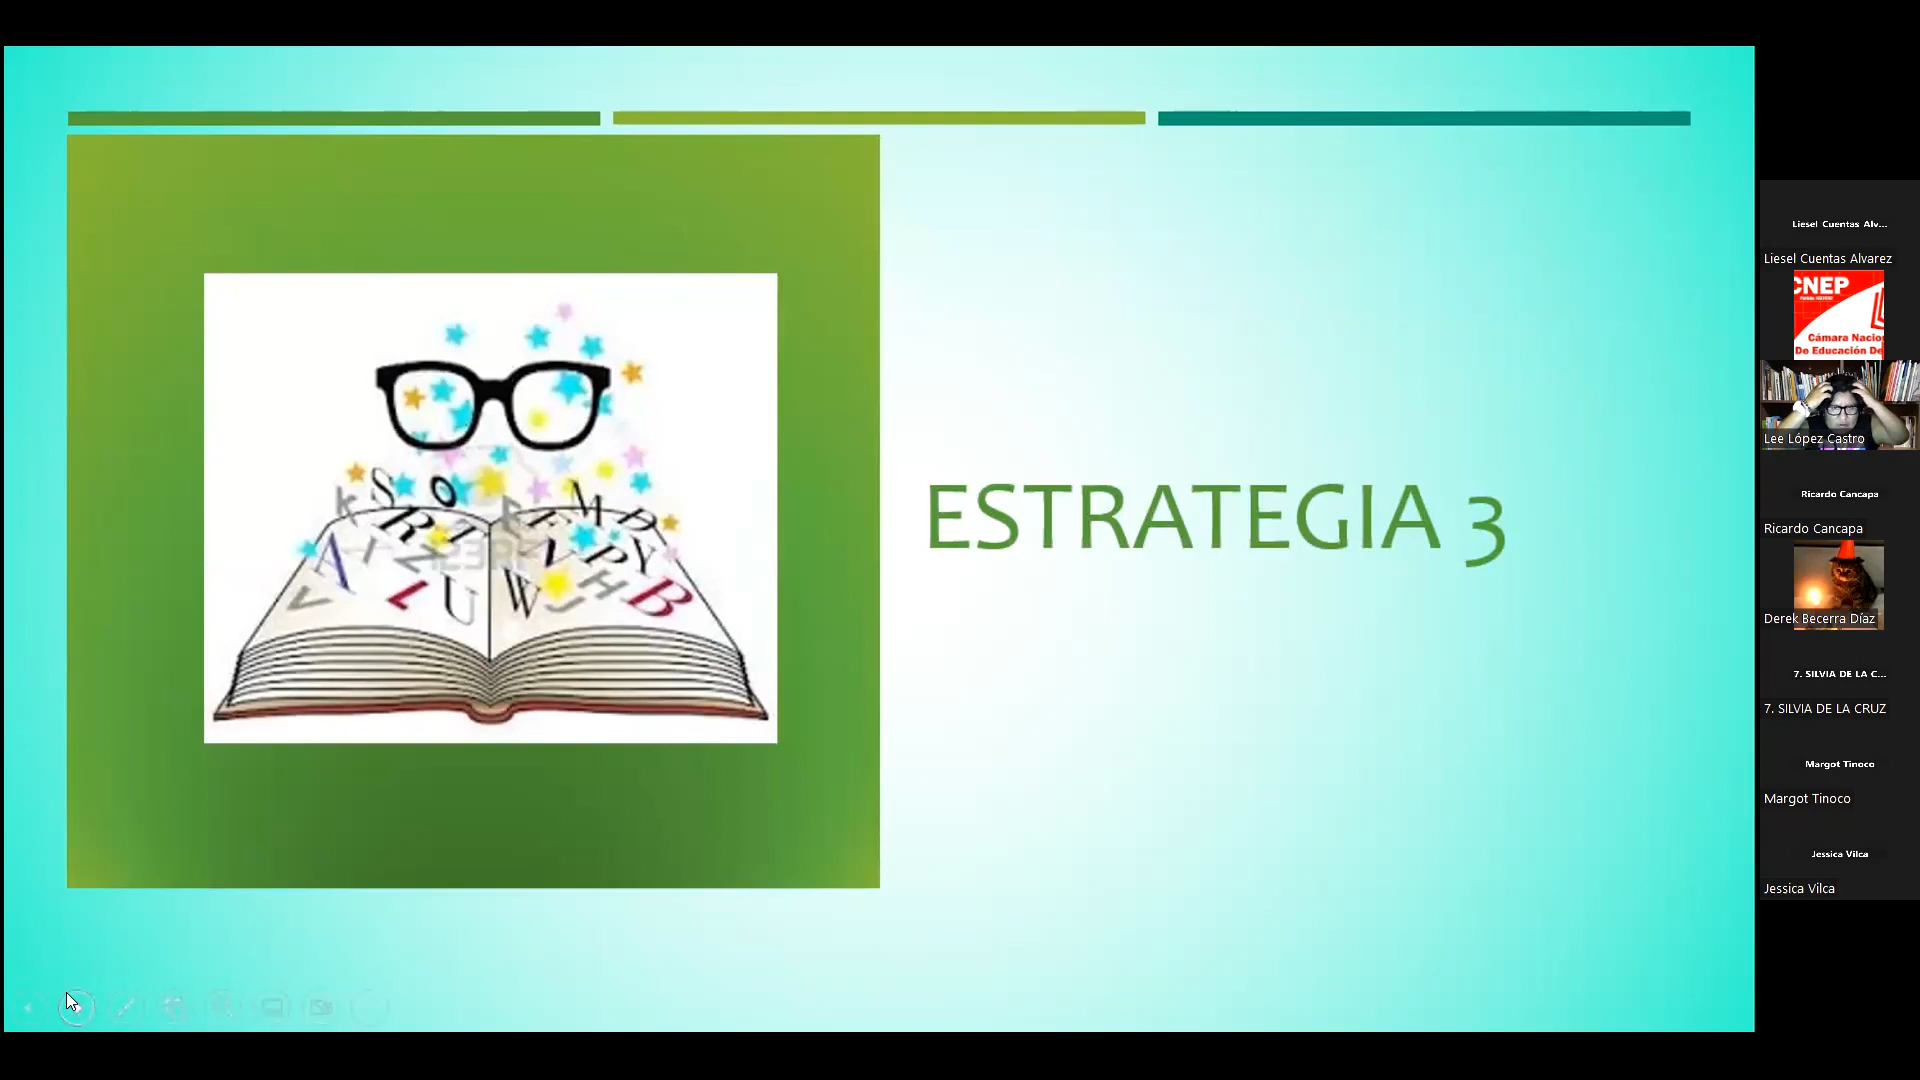 ESTRATEGIA 3
S O M
K R I R E D
A I Z N P Y
V L U W J H B
Liesel Cuentas Alv...
Liesel Cuentas Alvarez
CNEP
Cámara Nacio
De Educación De
Lee López Castro
Ricardo Cancapa
Ricardo Cancapa
Derek Becerra Díaz
7. SILVIA DE LA C...
7. SILVIA DE LA CRUZ
Margot Tinoco
Margot Tinoco
Jessica Vilca
Jessica Vilca